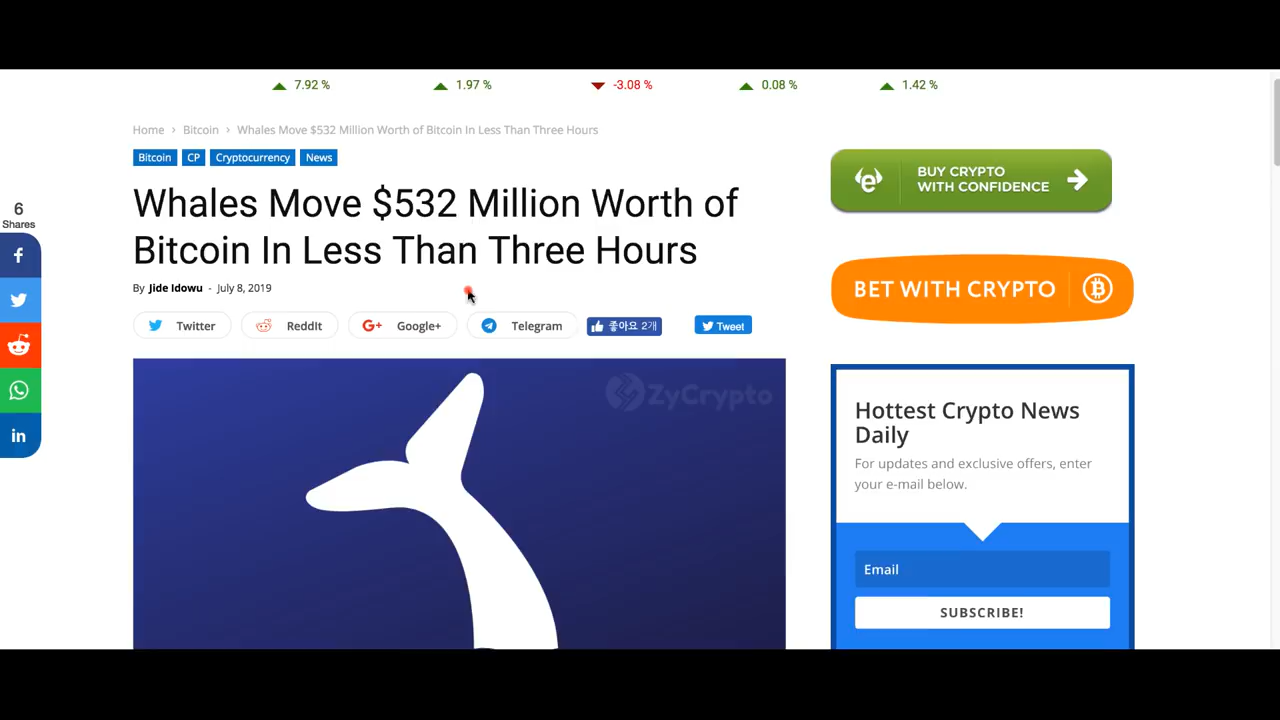 7.92 % 1.97 % -3.08 % 0.08 % 1.42 %
Home › Bitcoin › Whales Move $532 Million Worth of Bitcoin In Less Than Three Hours
Bitcoin CP Cryptocurrency News
Whales Move $532 Million Worth of
Bitcoin In Less Than Three Hours
By Jide Idowu - July 8, 2019
Twitter ReddIt G+ Google+ Telegram 좋아요 2개 Tweet
6
Shares
f
in
ZyCrypto
e BUY CRYPTO
WITH CONFIDENCE
BET WITH CRYPTO
Hottest Crypto News
Daily
For updates and exclusive offers, enter
your e-mail below.
Email
SUBSCRIBE!